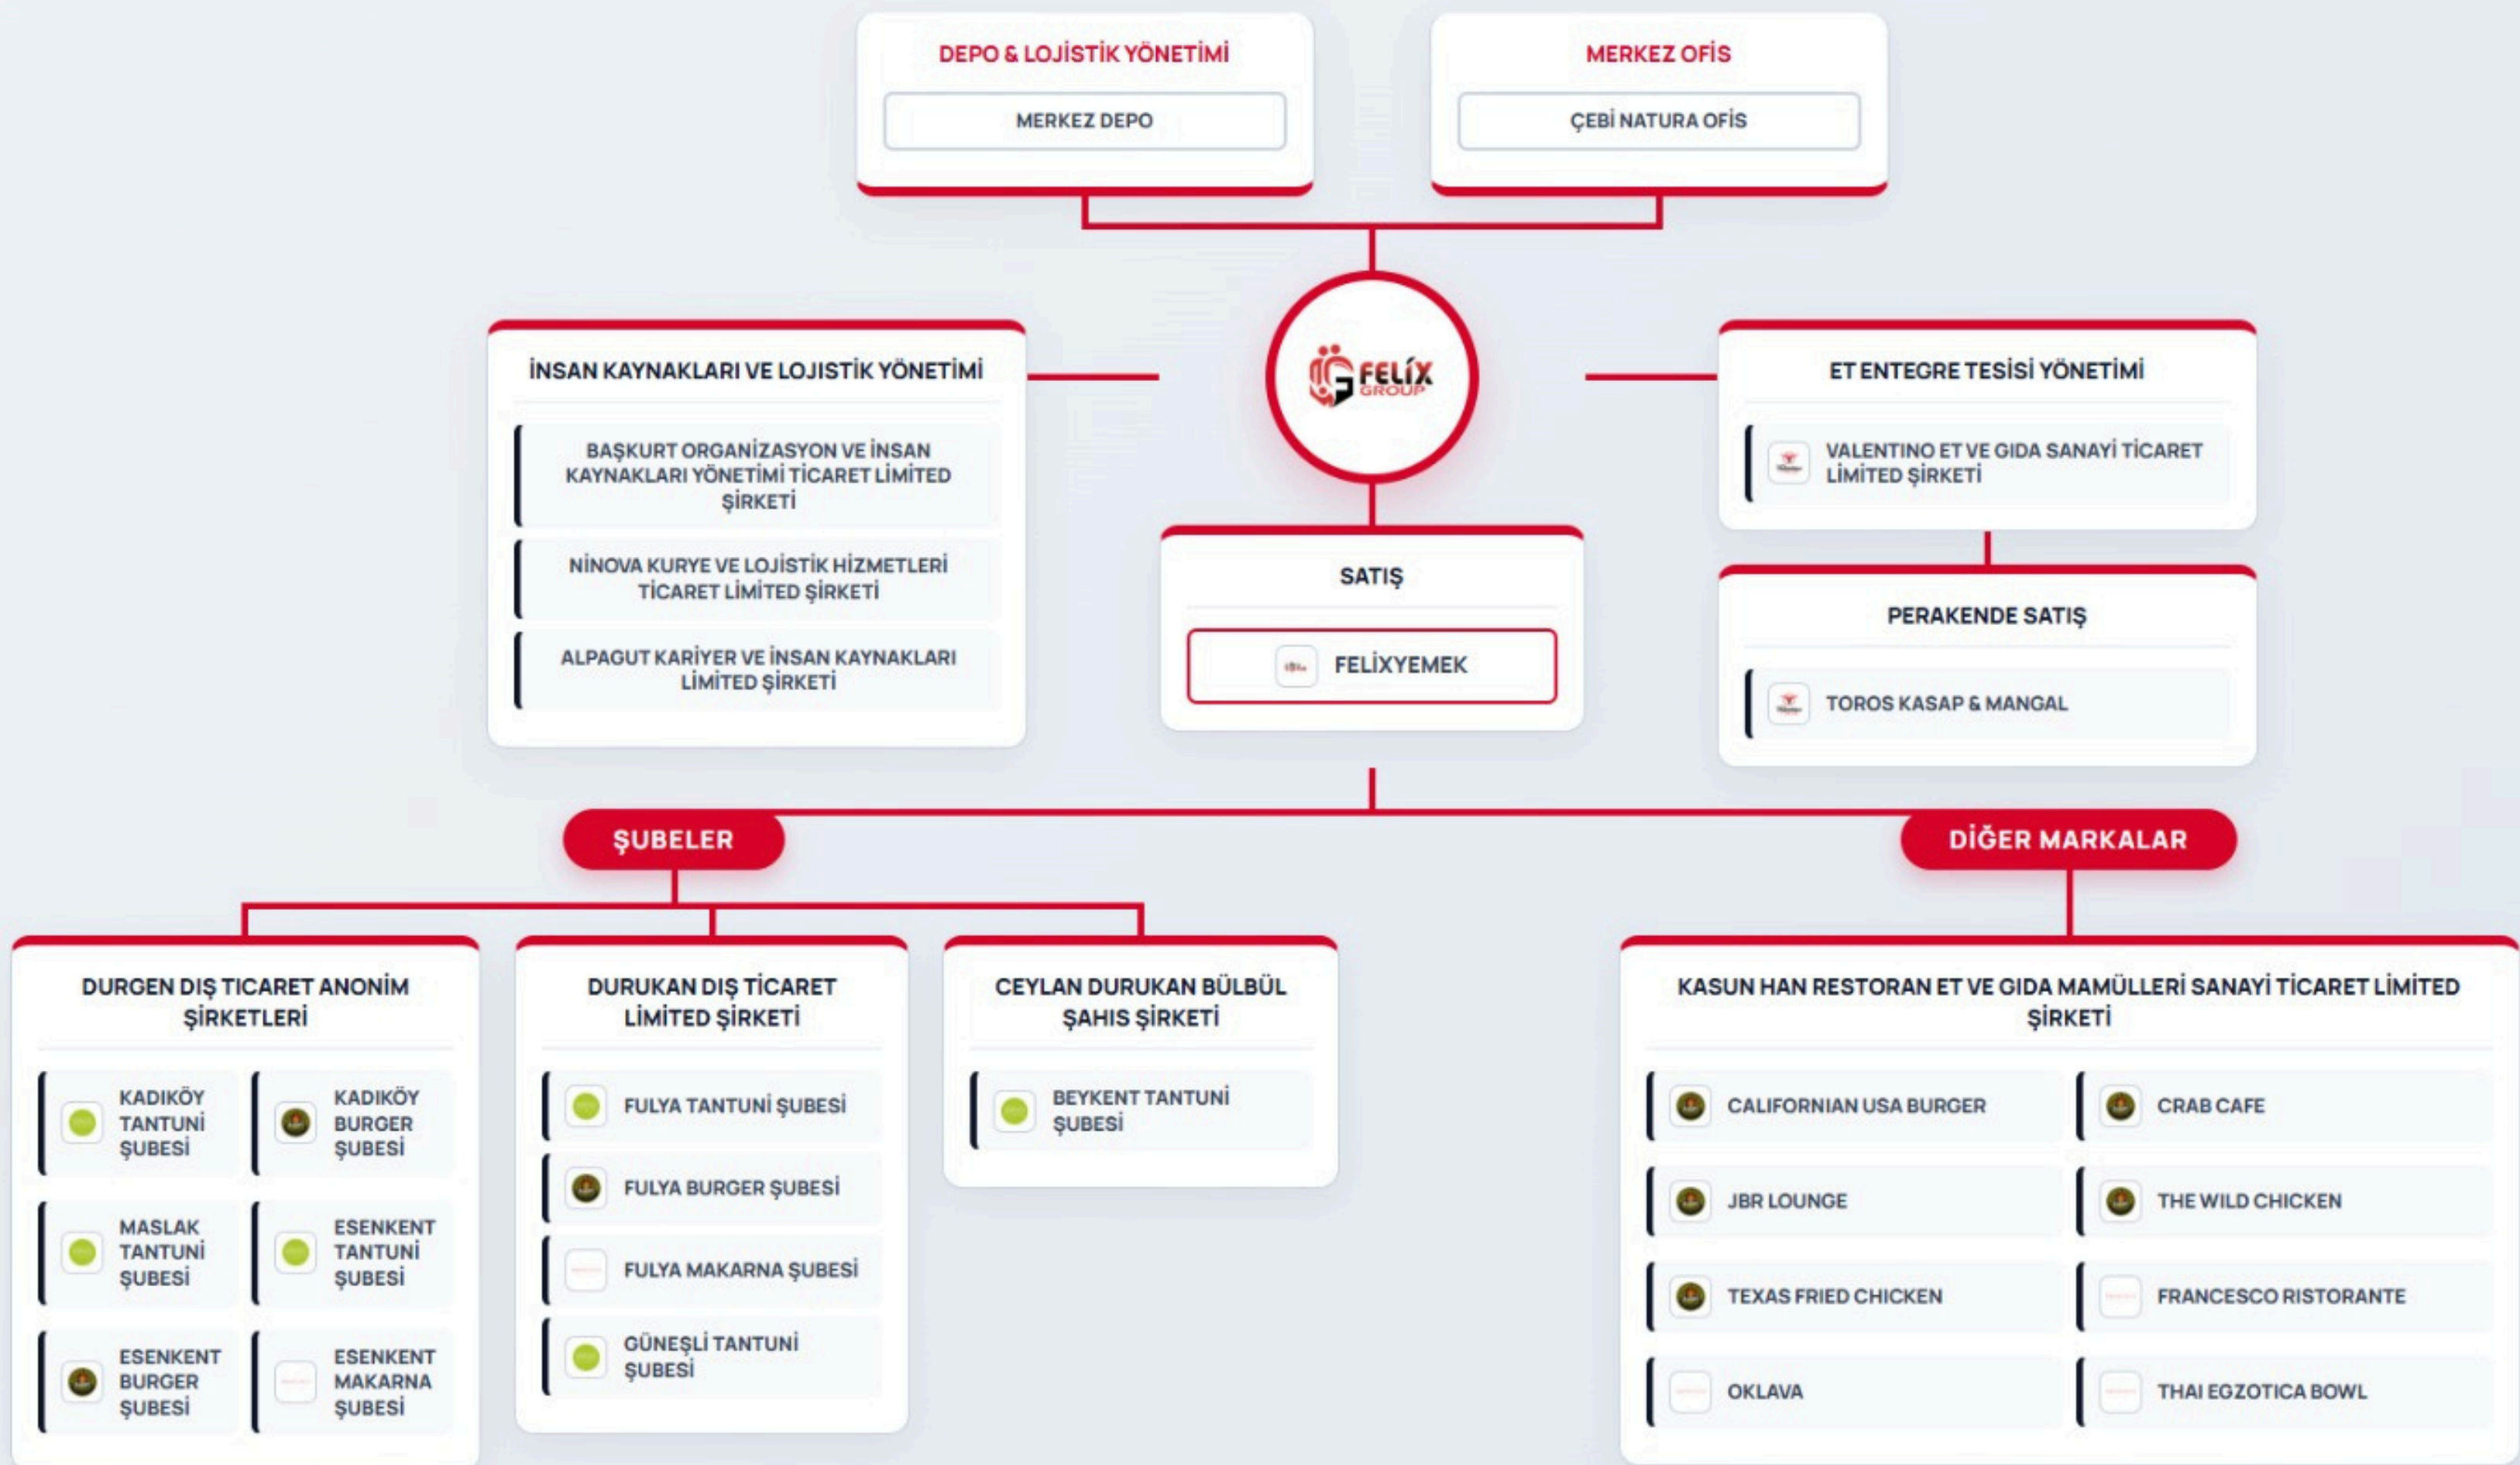 DEPO & LOJİSTİK YÖNETİMİ
MERKEZ DEPO
MERKEZ OFİS
ÇEBİ NATURA OFİS
FELİX
GROUP
İNSAN KAYNAKLARI VE LOJISTİK YÖNETİMİ
BAŞKURT ORGANİZASYON VE İNSAN
KAYNAKLARI YÖNETİMİ TİCARET LİMİTED
ŞİRKETİ
NİNOVA KURYE VE LOJİSTİK HİZMETLERİ
TİCARET LİMİTED ŞİRKETİ
ALPAGUT KARİYER VE İNSAN KAYNAKLARI
LİMİTED ŞİRKETİ
SATIŞ
FELİXYEMEK
ET ENTEGRE TESİSİ YÖNETİMİ
VALENTINO ET VE GIDA SANAYİ TİCARET
LİMİTED ŞİRKETİ
PERAKENDE SATIŞ
TOROS KASAP & MANGAL
ŞUBELER
DİĞER MARKALAR
DURGEN DIŞ TICARET ANONİM
ŞİRKETLERİ
KADIKÖY
TANTUNİ
ŞUBESİ
KADIKÖY
BURGER
ŞUBESİ
MASLAK
TANTUNİ
ŞUBESİ
ESENKENT
TANTUNİ
ŞUBESİ
ESENKENT
BURGER
ŞUBESİ
ESENKENT
MAKARNA
ŞUBESİ
DURUKAN DIŞ TİCARET
LİMİTED ŞİRKETİ
FULYA TANTUNİ ŞUBESİ
FULYA BURGER ŞUBESİ
FULYA MAKARNA ŞUBESİ
GÜNEŞLİ TANTUNİ
ŞUBESİ
CEYLAN DURUKAN BÜLBÜL
ŞAHIS ŞİRKETİ
BEYKENT TANTUNİ
ŞUBESİ
KASUN HAN RESTORAN ET VE GIDA MAMÜLLERİ SANAYİ TİCARET LİMİTED
ŞİRKETİ
CALIFORNIAN USA BURGER
CRAB CAFE
JBR LOUNGE
THE WILD CHICKEN
TEXAS FRIED CHICKEN
FRANCESCO RISTORANTE
OKLAVA
THAI EGZOTICA BOWL